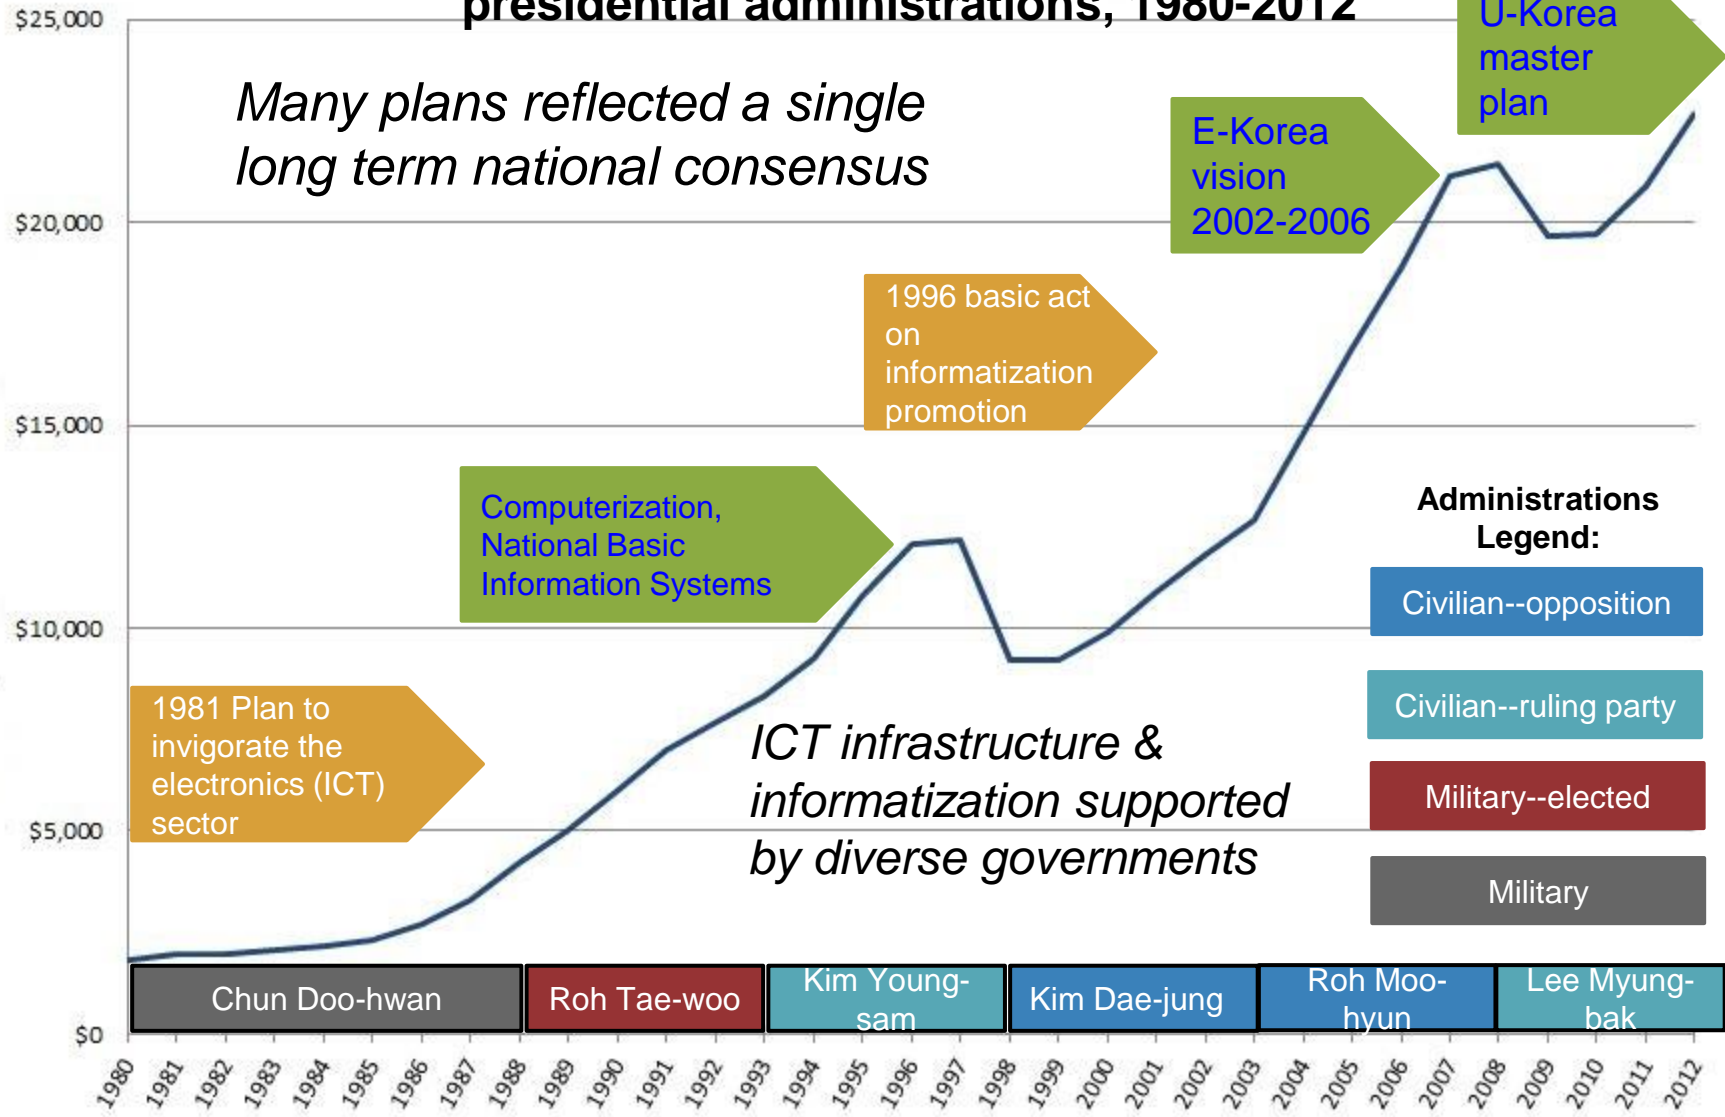 presidential administrations, 1980-2012
$25,000
$20,000
$15,000
$10,000
$5,000
$0
Many plans reflected a single
long term national consensus
U-Korea
master
plan
E-Korea
vision
2002-2006
1996 basic act
on
informatization
promotion
Computerization,
National Basic
Information Systems
1981 Plan to
invigorate the
electronics (ICT)
sector
ICT infrastructure &
informatization supported
by diverse governments
Administrations
Legend:
Civilian--opposition
Civilian--ruling party
Military--elected
Military
Chun Doo-hwan
Roh Tae-woo
Kim Young-
sam
Kim Dae-jung
Roh Moo-
hyun
Lee Myung-
bak
1980
1981
1982
1983
1984
1985
1986
1987
1988
1989
1990
1991
1992
1993
1994
1995
1996
1997
1998
1999
2000
2001
2002
2003
2004
2005
2006
2007
2008
2009
2010
2011
2012